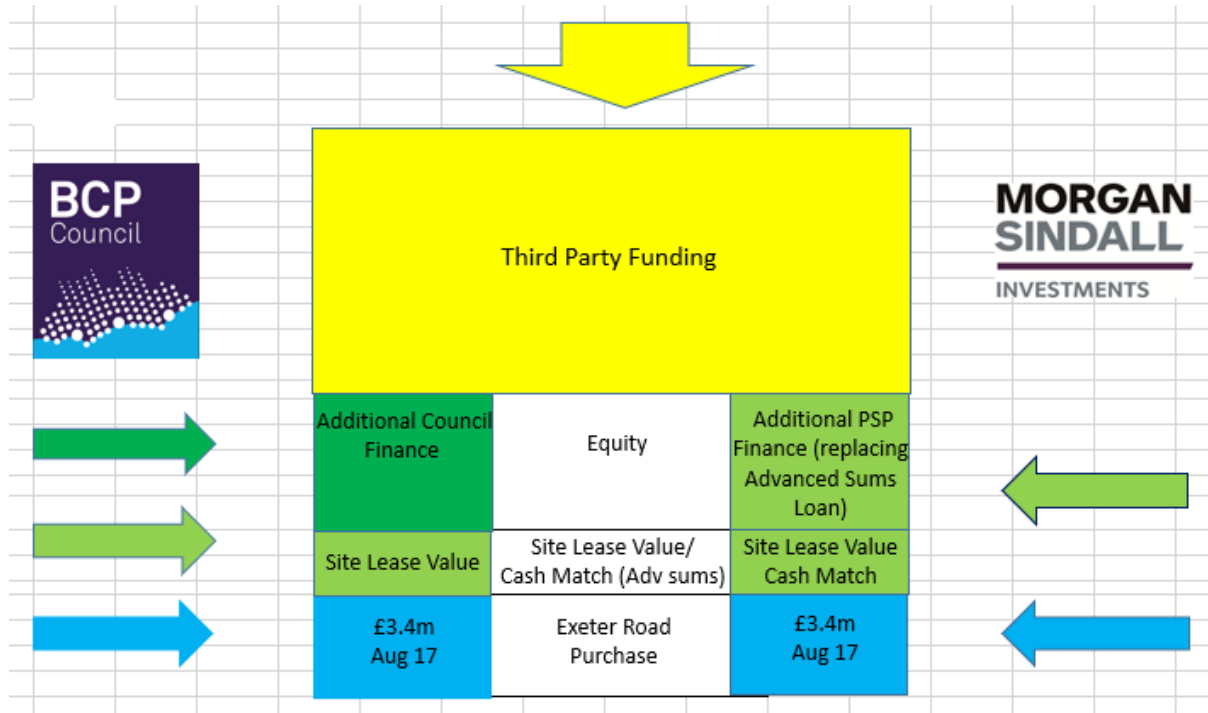 BCP
Council
MORGAN
SINDALL
INVESTMENTS
Third Party Funding
Additional Council
Finance
Equity
Additional PSP
Finance (replacing
Advanced Sums
Loan)
Site Lease Value
Site Lease Value/
Cash Match (Adv sums)
Site Lease Value
Cash Match
£3.4m
Aug 17
Exeter Road
Purchase
£3.4m
Aug 17